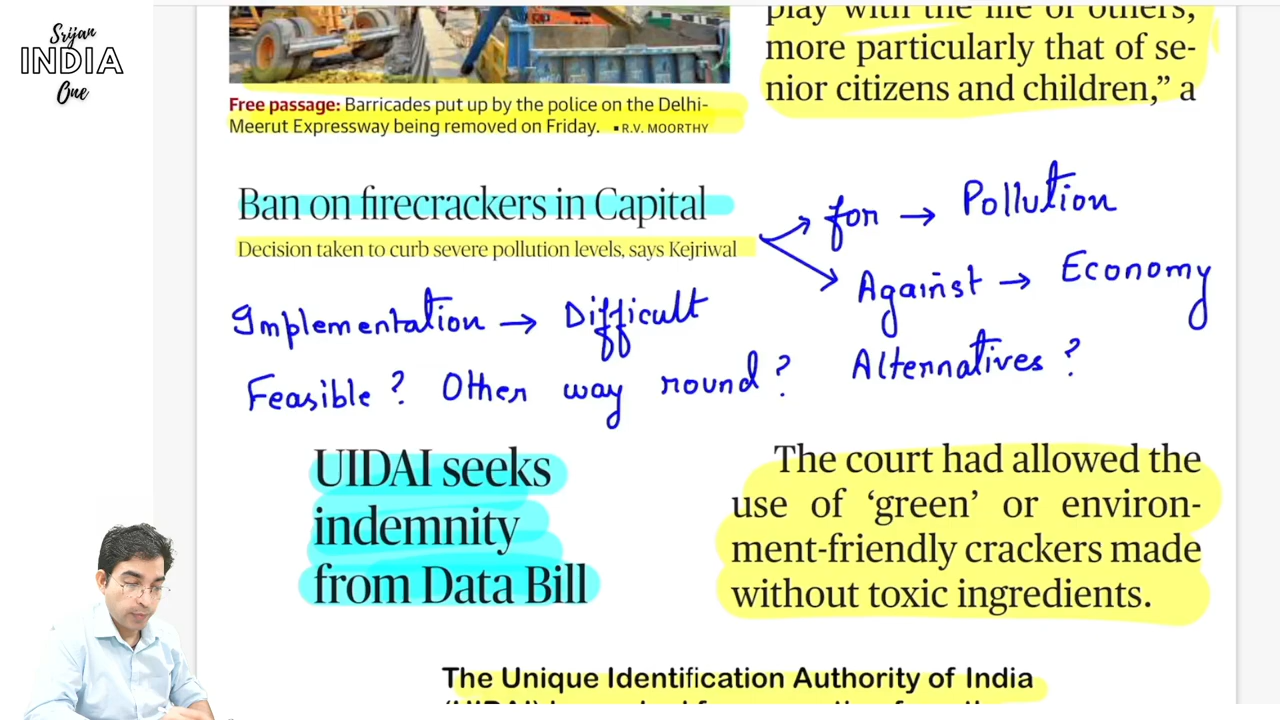 Srijan
INDIA
One
play with the life of others,
more particularly that of se-
nior citizens and children,” a
Free passage: Barricades put up by the police on the Delhi-
Meerut Expressway being removed on Friday. ▪ R.V. MOORTHY
Ban on firecrackers in Capital
Decision taken to curb severe pollution levels, says Kejriwal
for → Pollution
Against → Economy
Implementation → Difficult
Feasible? Other way round? Alternatives?
UIDAI seeks
indemnity
from Data Bill
The court had allowed the
use of ‘green’ or environ-
ment-friendly crackers made
without toxic ingredients.
The Unique Identification Authority of India